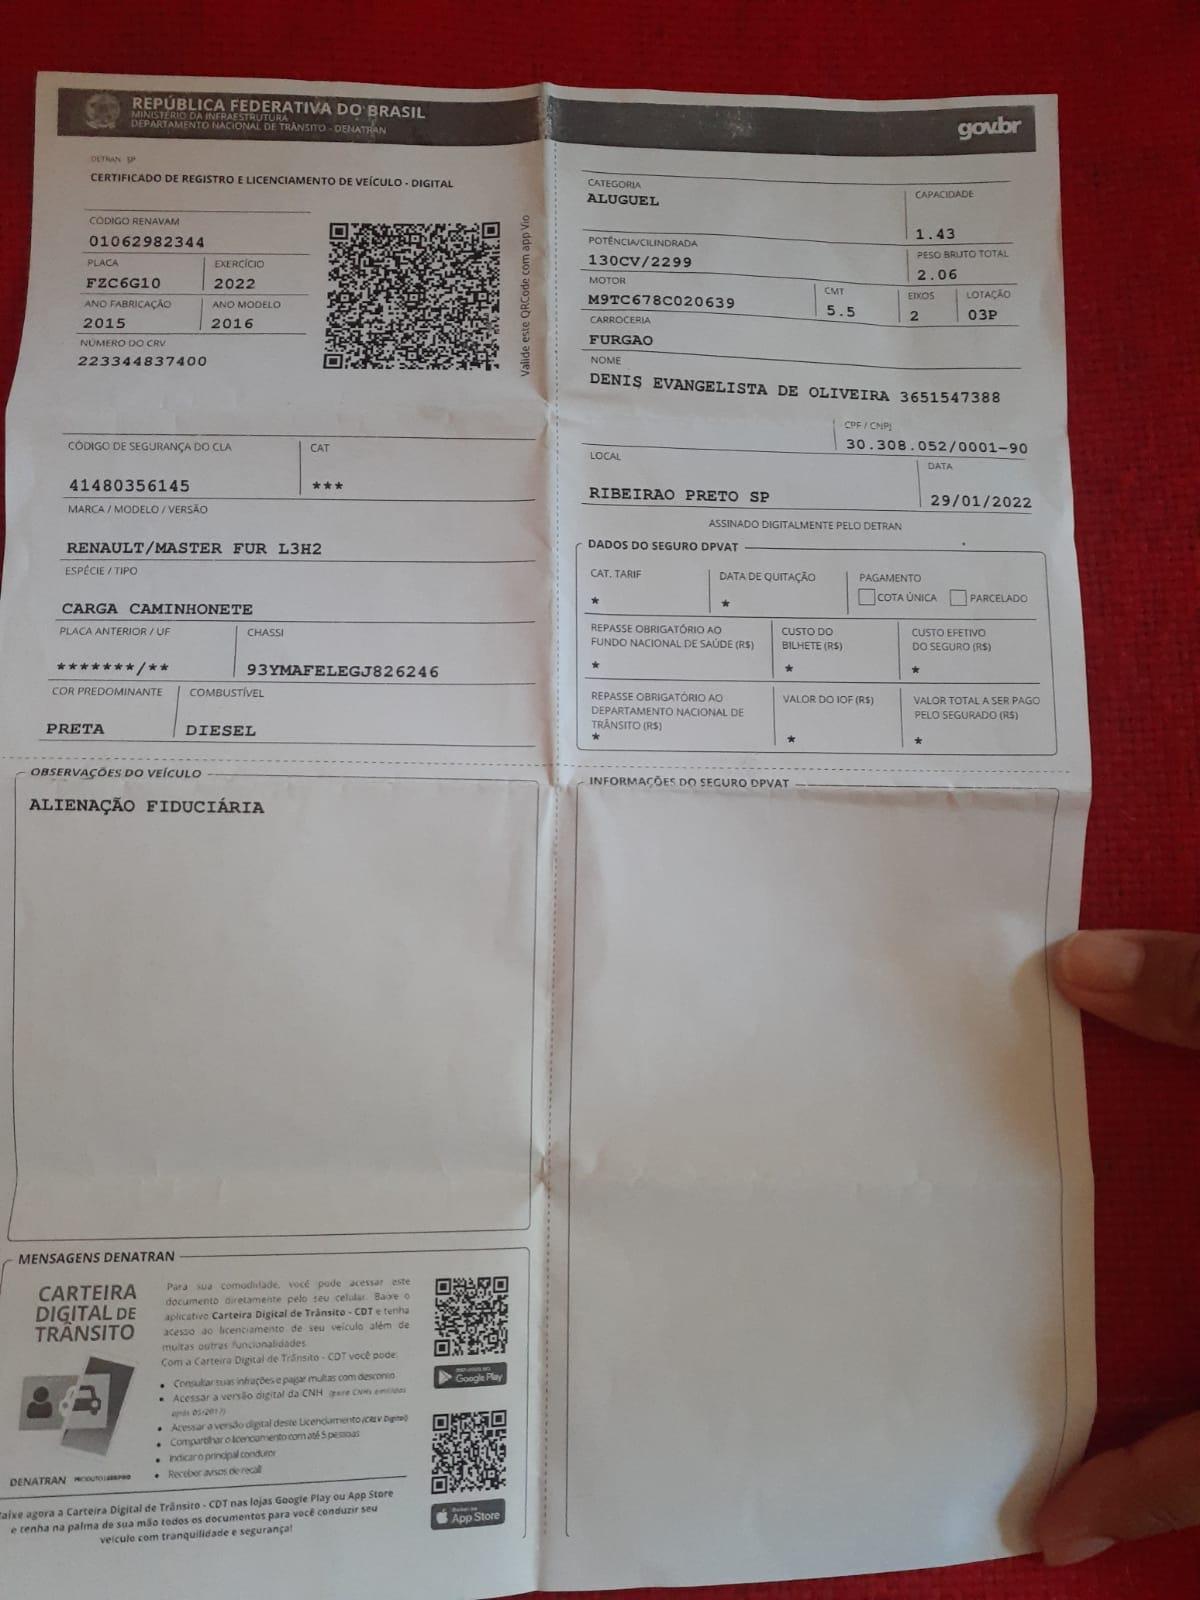 REPÚBLICA FEDERATIVA DO BRASIL
MINISTÉRIO DA INFRAESTRUTURA
DEPARTAMENTO NACIONAL DE TRÂNSITO - DENATRAN
gov.br
DETRAN SP
CERTIFICADO DE REGISTRO E LICENCIAMENTO DE VEÍCULO - DIGITAL
CÓDIGO RENAVAM
01062982344
PLACA EXERCÍCIO
FZC6G10 2022
ANO FABRICAÇÃO ANO MODELO
2015 2016
NÚMERO DO CRV
223344837400
Valide este QRCode com app Vio
CÓDIGO DE SEGURANÇA DO CLA CAT
41480356145 ***
MARCA / MODELO / VERSÃO
RENAULT/MASTER FUR L3H2
ESPÉCIE / TIPO
CARGA CAMINHONETE
PLACA ANTERIOR / UF CHASSI
*******/** 93YMAFELEGJ826246
COR PREDOMINANTE COMBUSTÍVEL
PRETA DIESEL
CATEGORIA CAPACIDADE
ALUGUEL
1.43
POTÊNCIA/CILINDRADA PESO BRUTO TOTAL
130CV/2299 2.06
MOTOR CMT EIXOS LOTAÇÃO
M9TC678C020639 5.5 2 03P
CARROCERIA
FURGAO
NOME
DENIS EVANGELISTA DE OLIVEIRA 3651547388
CPF / CNPJ
30.308.052/0001-90
LOCAL DATA
RIBEIRAO PRETO SP 29/01/2022
ASSINADO DIGITALMENTE PELO DETRAN
DADOS DO SEGURO DPVAT
CAT. TARIF DATA DE QUITAÇÃO PAGAMENTO
* * COTA ÚNICA PARCELADO
REPASSE OBRIGATÓRIO AO CUSTO DO CUSTO EFETIVO
FUNDO NACIONAL DE SAÚDE (R$) BILHETE (R$) DO SEGURO (R$)
* * *
REPASSE OBRIGATÓRIO AO VALOR DO IOF (R$) VALOR TOTAL A SER PAGO
DEPARTAMENTO NACIONAL DE PELO SEGURADO (R$)
TRÂNSITO (R$)
* * *
OBSERVAÇÕES DO VEÍCULO
ALIENAÇÃO FIDUCIÁRIA
INFORMAÇÕES DO SEGURO DPVAT
MENSAGENS DENATRAN
CARTEIRA
DIGITAL DE
TRÂNSITO
Para sua comodidade, você pode acessar este
documento diretamente pelo seu celular. Baixe o
aplicativo Carteira Digital de Trânsito - CDT e tenha
acesso ao licenciamento de seu veículo além de
muitas outras funcionalidades.
Com a Carteira Digital de Trânsito - CDT você pode:
• Consultar suas infrações e pagar multas com desconto
• Acessar a versão digital da CNH (para CNHs emitidas
após 05/2017)
• Acessar a versão digital deste Licenciamento (CRLV Digital)
• Compartilhar o licenciamento com até 5 pessoas
• Indicar o principal condutor
• Receber avisos de recall
Google Play
App Store
DENATRAN
Baixe agora a Carteira Digital de Trânsito - CDT nas lojas Google Play ou App Store
e tenha na palma de sua mão todos os documentos para você conduzir seu
veículo com tranquilidade e segurança!